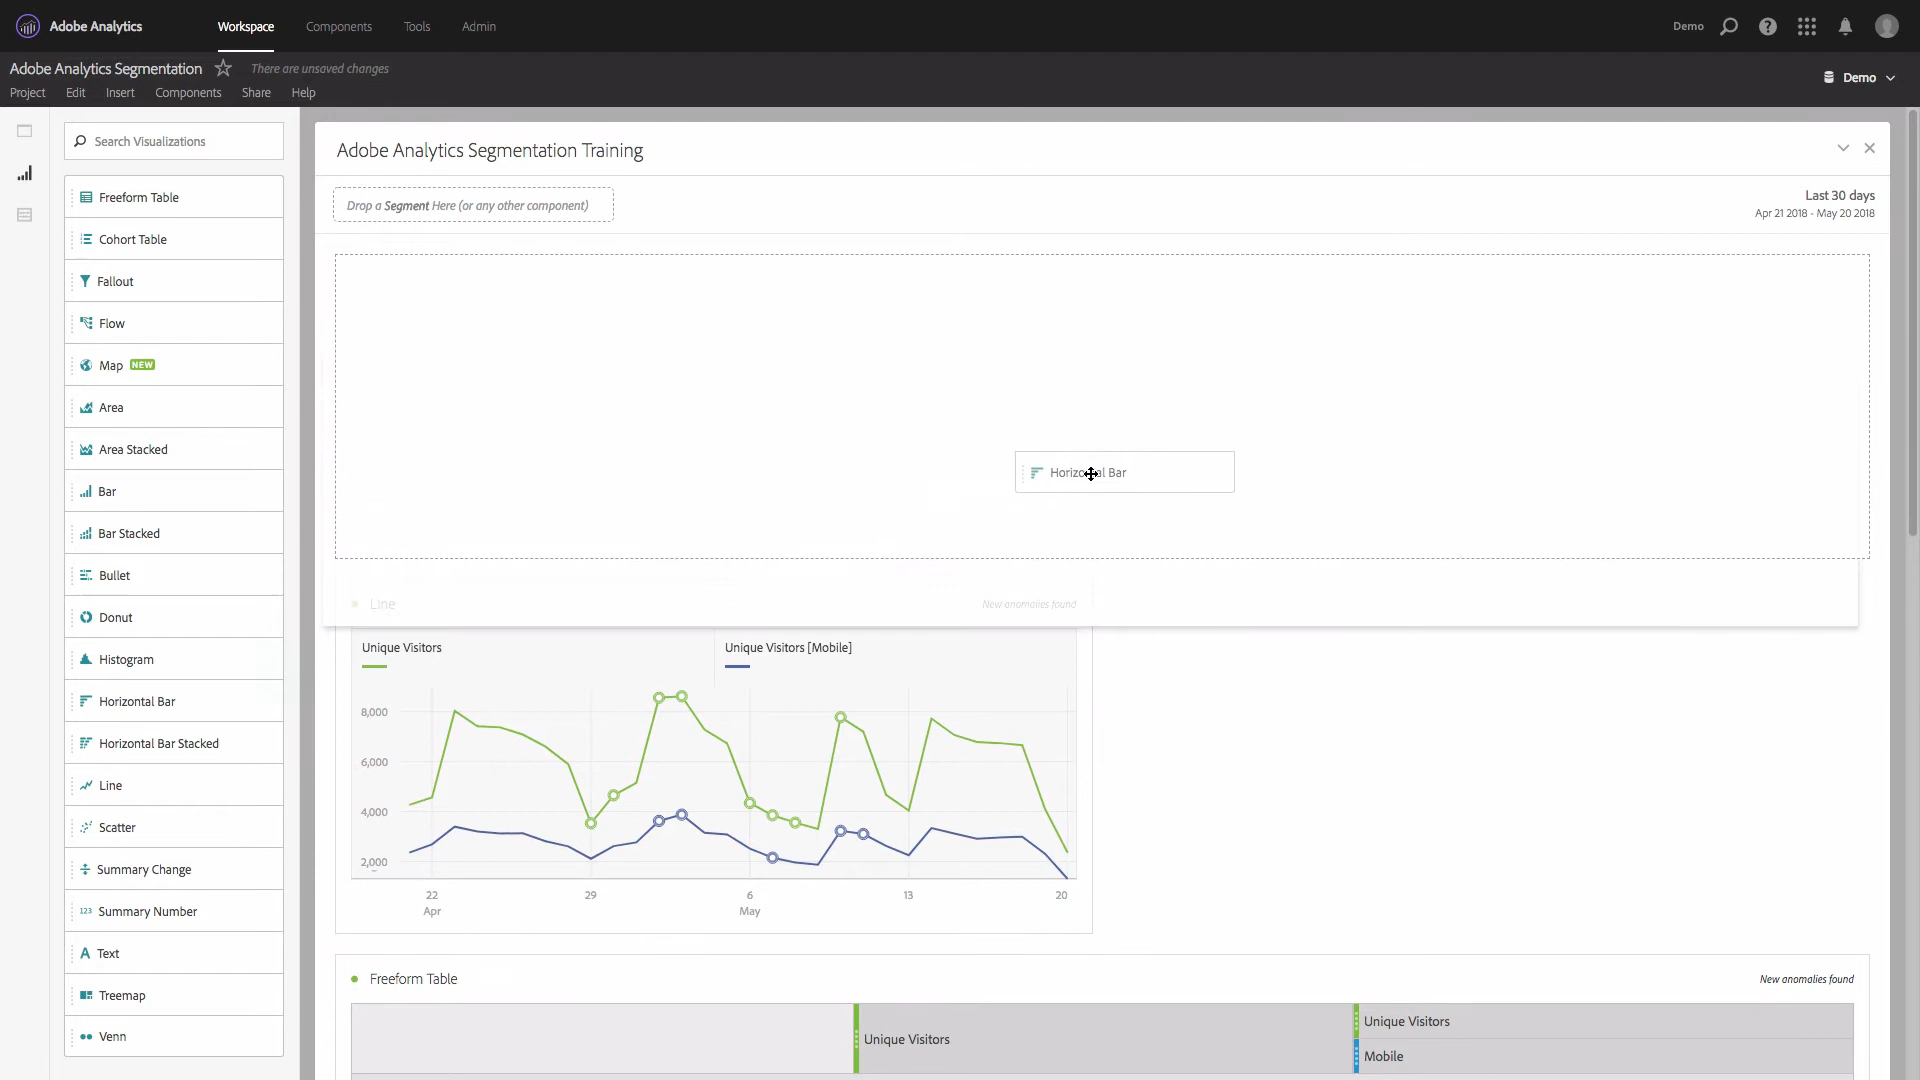 Adobe Analytics
Workspace
Components
Tools
Admin
Demo
Adobe Analytics Segmentation
There are unsaved changes
Demo
Project
Edit
Insert
Components
Share
Help
Search Visualizations
Freeform Table
Cohort Table
Fallout
Flow
Map NEW
Area
Area Stacked
Bar
Bar Stacked
Bullet
Donut
Histogram
Horizontal Bar
Horizontal Bar Stacked
Line
Scatter
Summary Change
123 Summary Number
A Text
Treemap
Venn
Adobe Analytics Segmentation Training
Drop a Segment Here (or any other component)
Last 30 days
Apr 21 2018 - May 20 2018
Horizontal Bar
Line
New anomalies found
Unique Visitors
Unique Visitors [Mobile]
8,000
6,000
4,000
2,000
22
29
6
13
20
Apr
May
Freeform Table
New anomalies found
Unique Visitors
Unique Visitors
Mobile